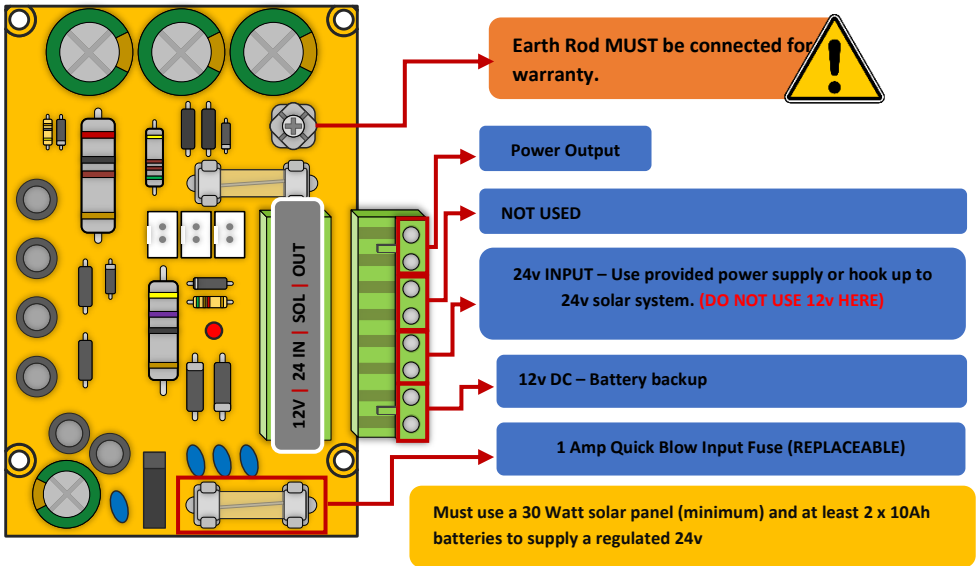 Earth Rod MUST be connected for
warranty.
Power Output
NOT USED
24v INPUT – Use provided power supply or hook up to
24v solar system. (DO NOT USE 12v HERE)
12V | 24 IN | SOL | OUT
12v DC – Battery backup
1 Amp Quick Blow Input Fuse (REPLACEABLE)
Must use a 30 Watt solar panel (minimum) and at least 2 x 10Ah
batteries to supply a regulated 24v